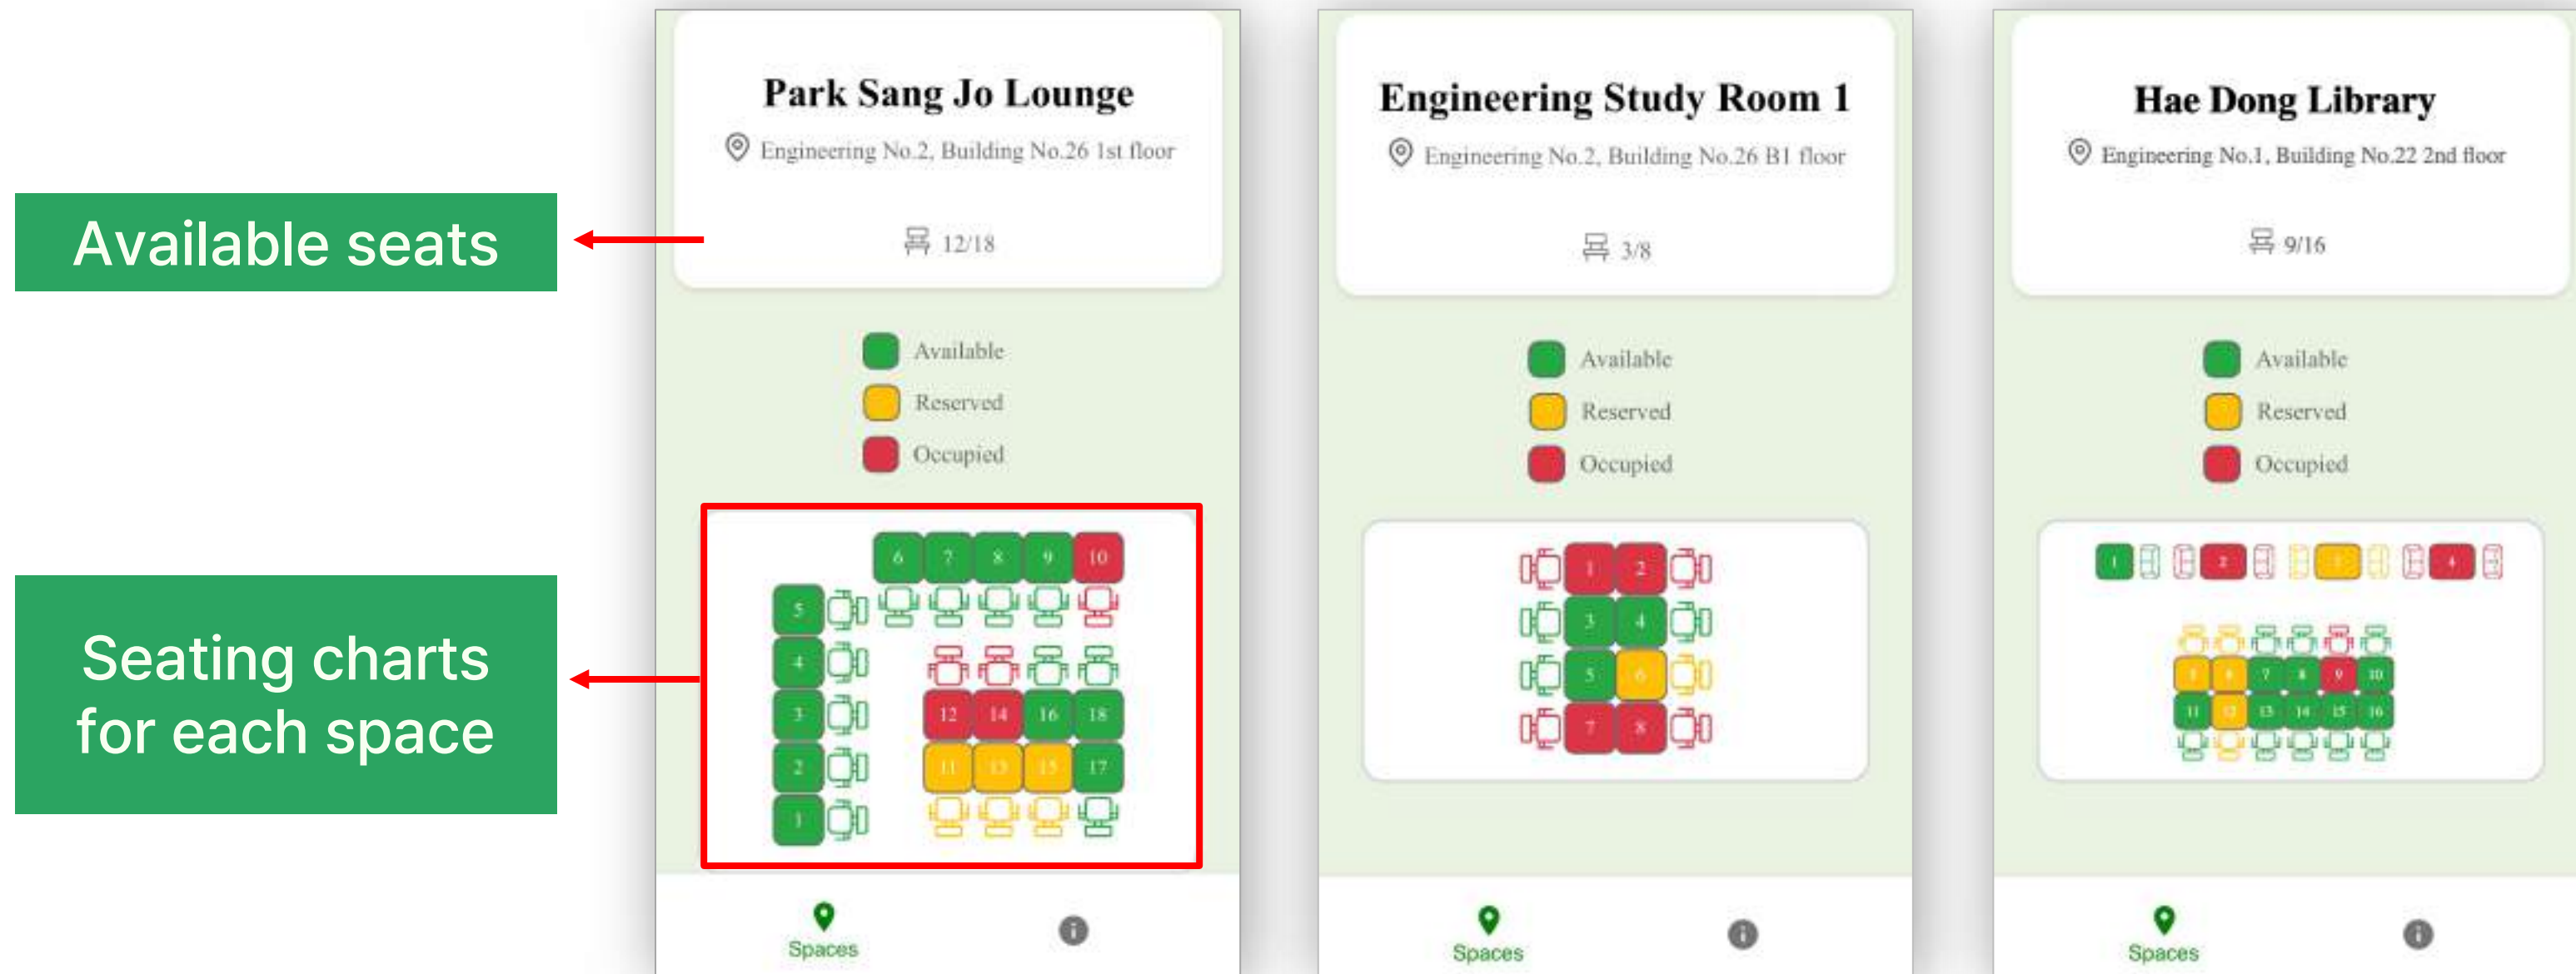 Available seats
Seating charts
for each space
Park Sang Jo Lounge
Engineering No.2, Building No.26 1st floor
12/18
Available
Reserved
Occupied
6 7 8 9 10
5
4
3
2
1
12 14 16 18
11 13 15 17
Spaces
Engineering Study Room 1
Engineering No.2, Building No.26 B1 floor
3/8
Available
Reserved
Occupied
1 2
3 4
5 6
7 8
Spaces
Hae Dong Library
Engineering No.1, Building No.22 2nd floor
9/16
Available
Reserved
Occupied
1 2 3 4
5 6 7 8 9 10
11 12 13 14 15 16
Spaces